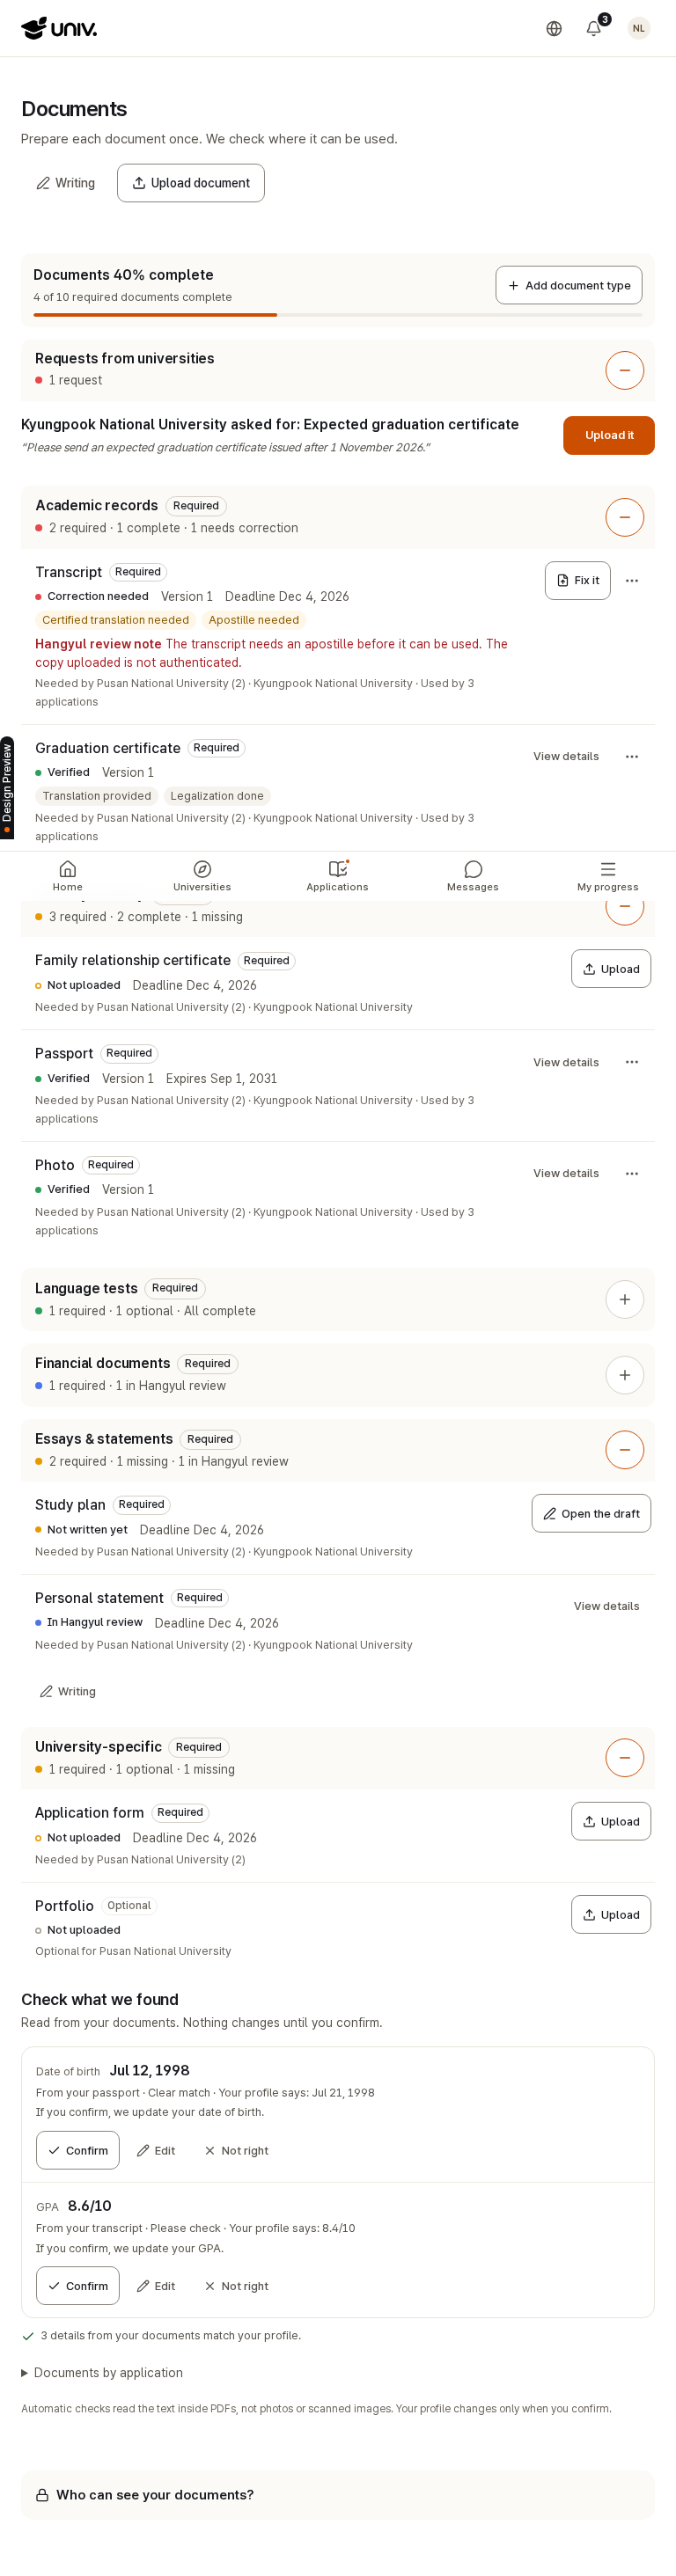 univ.
3
NL
Documents
Prepare each document once. We check where it can be used.
Writing
Upload document
Documents 40% complete
4 of 10 required documents complete
Add document type
Requests from universities
1 request
Kyungpook National University asked for: Expected graduation certificate
“Please send an expected graduation certificate issued after 1 November 2026.”
Upload it
Academic records Required
2 required · 1 complete · 1 needs correction
Transcript Required
Correction needed Version 1 Deadline Dec 4, 2026
Certified translation needed Apostille needed
Hangyul review note The transcript needs an apostille before it can be used. The
copy uploaded is not authenticated.
Needed by Pusan National University (2) · Kyungpook National University · Used by 3
applications
Fix it
Design Preview
Graduation certificate Required
Verified Version 1
Translation provided Legalization done
Needed by Pusan National University (2) · Kyungpook National University · Used by 3
applications
View details
Home
Universities
Applications
Messages
My progress
3 required · 2 complete · 1 missing
Family relationship certificate Required
Not uploaded Deadline Dec 4, 2026
Needed by Pusan National University (2) · Kyungpook National University
Upload
Passport Required
Verified Version 1 Expires Sep 1, 2031
Needed by Pusan National University (2) · Kyungpook National University · Used by 3
applications
View details
Photo Required
Verified Version 1
Needed by Pusan National University (2) · Kyungpook National University · Used by 3
applications
View details
Language tests Required
1 required · 1 optional · All complete
Financial documents Required
1 required · 1 in Hangyul review
Essays & statements Required
2 required · 1 missing · 1 in Hangyul review
Study plan Required
Not written yet Deadline Dec 4, 2026
Needed by Pusan National University (2) · Kyungpook National University
Open the draft
Personal statement Required
In Hangyul review Deadline Dec 4, 2026
Needed by Pusan National University (2) · Kyungpook National University
View details
Writing
University-specific Required
1 required · 1 optional · 1 missing
Application form Required
Not uploaded Deadline Dec 4, 2026
Needed by Pusan National University (2)
Upload
Portfolio Optional
Not uploaded
Optional for Pusan National University
Upload
Check what we found
Read from your documents. Nothing changes until you confirm.
Date of birth Jul 12, 1998
From your passport · Clear match · Your profile says: Jul 21, 1998
If you confirm, we update your date of birth.
Confirm Edit Not right
GPA 8.6/10
From your transcript · Please check · Your profile says: 8.4/10
If you confirm, we update your GPA.
Confirm Edit Not right
3 details from your documents match your profile.
Documents by application
Automatic checks read the text inside PDFs, not photos or scanned images. Your profile changes only when you confirm.
Who can see your documents?